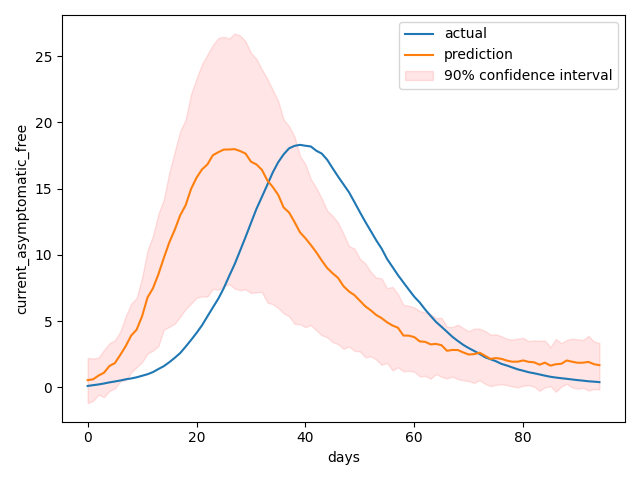 actual
prediction
90% confidence interval
25
20
15
10
5
0
current_asymptomatic_free
0 20 40 60 80
days